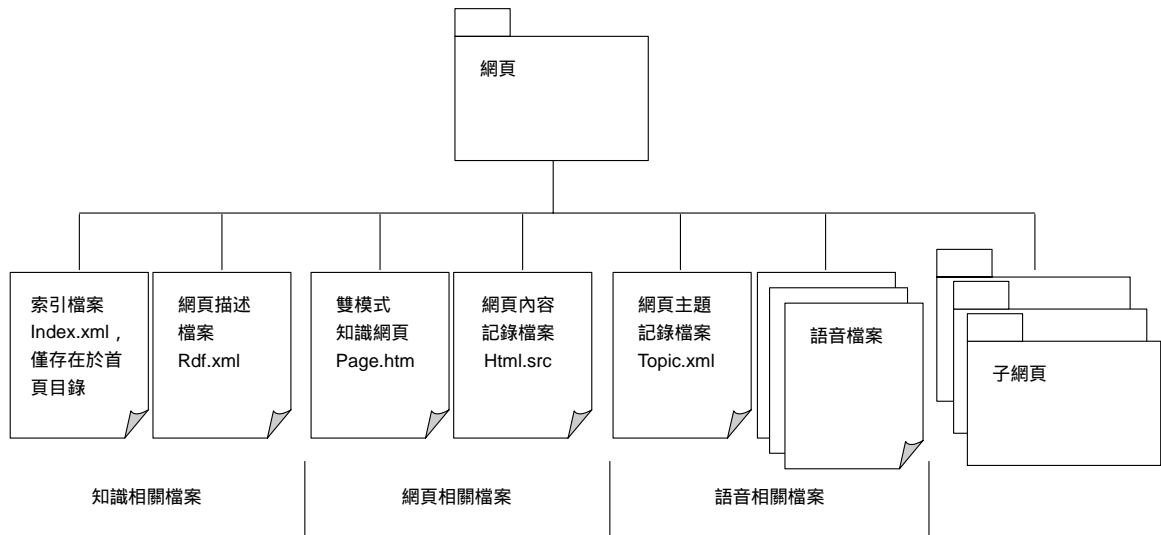 網頁
索引檔案
Index.xml，
僅存在於首
頁目錄
網頁描述
檔案
Rdf.xml
雙模式
知識網頁
Page.htm
網頁內容
記錄檔案
Html.src
網頁主題
記錄檔案
Topic.xml
語音檔案
子網頁
知識相關檔案
網頁相關檔案
語音相關檔案